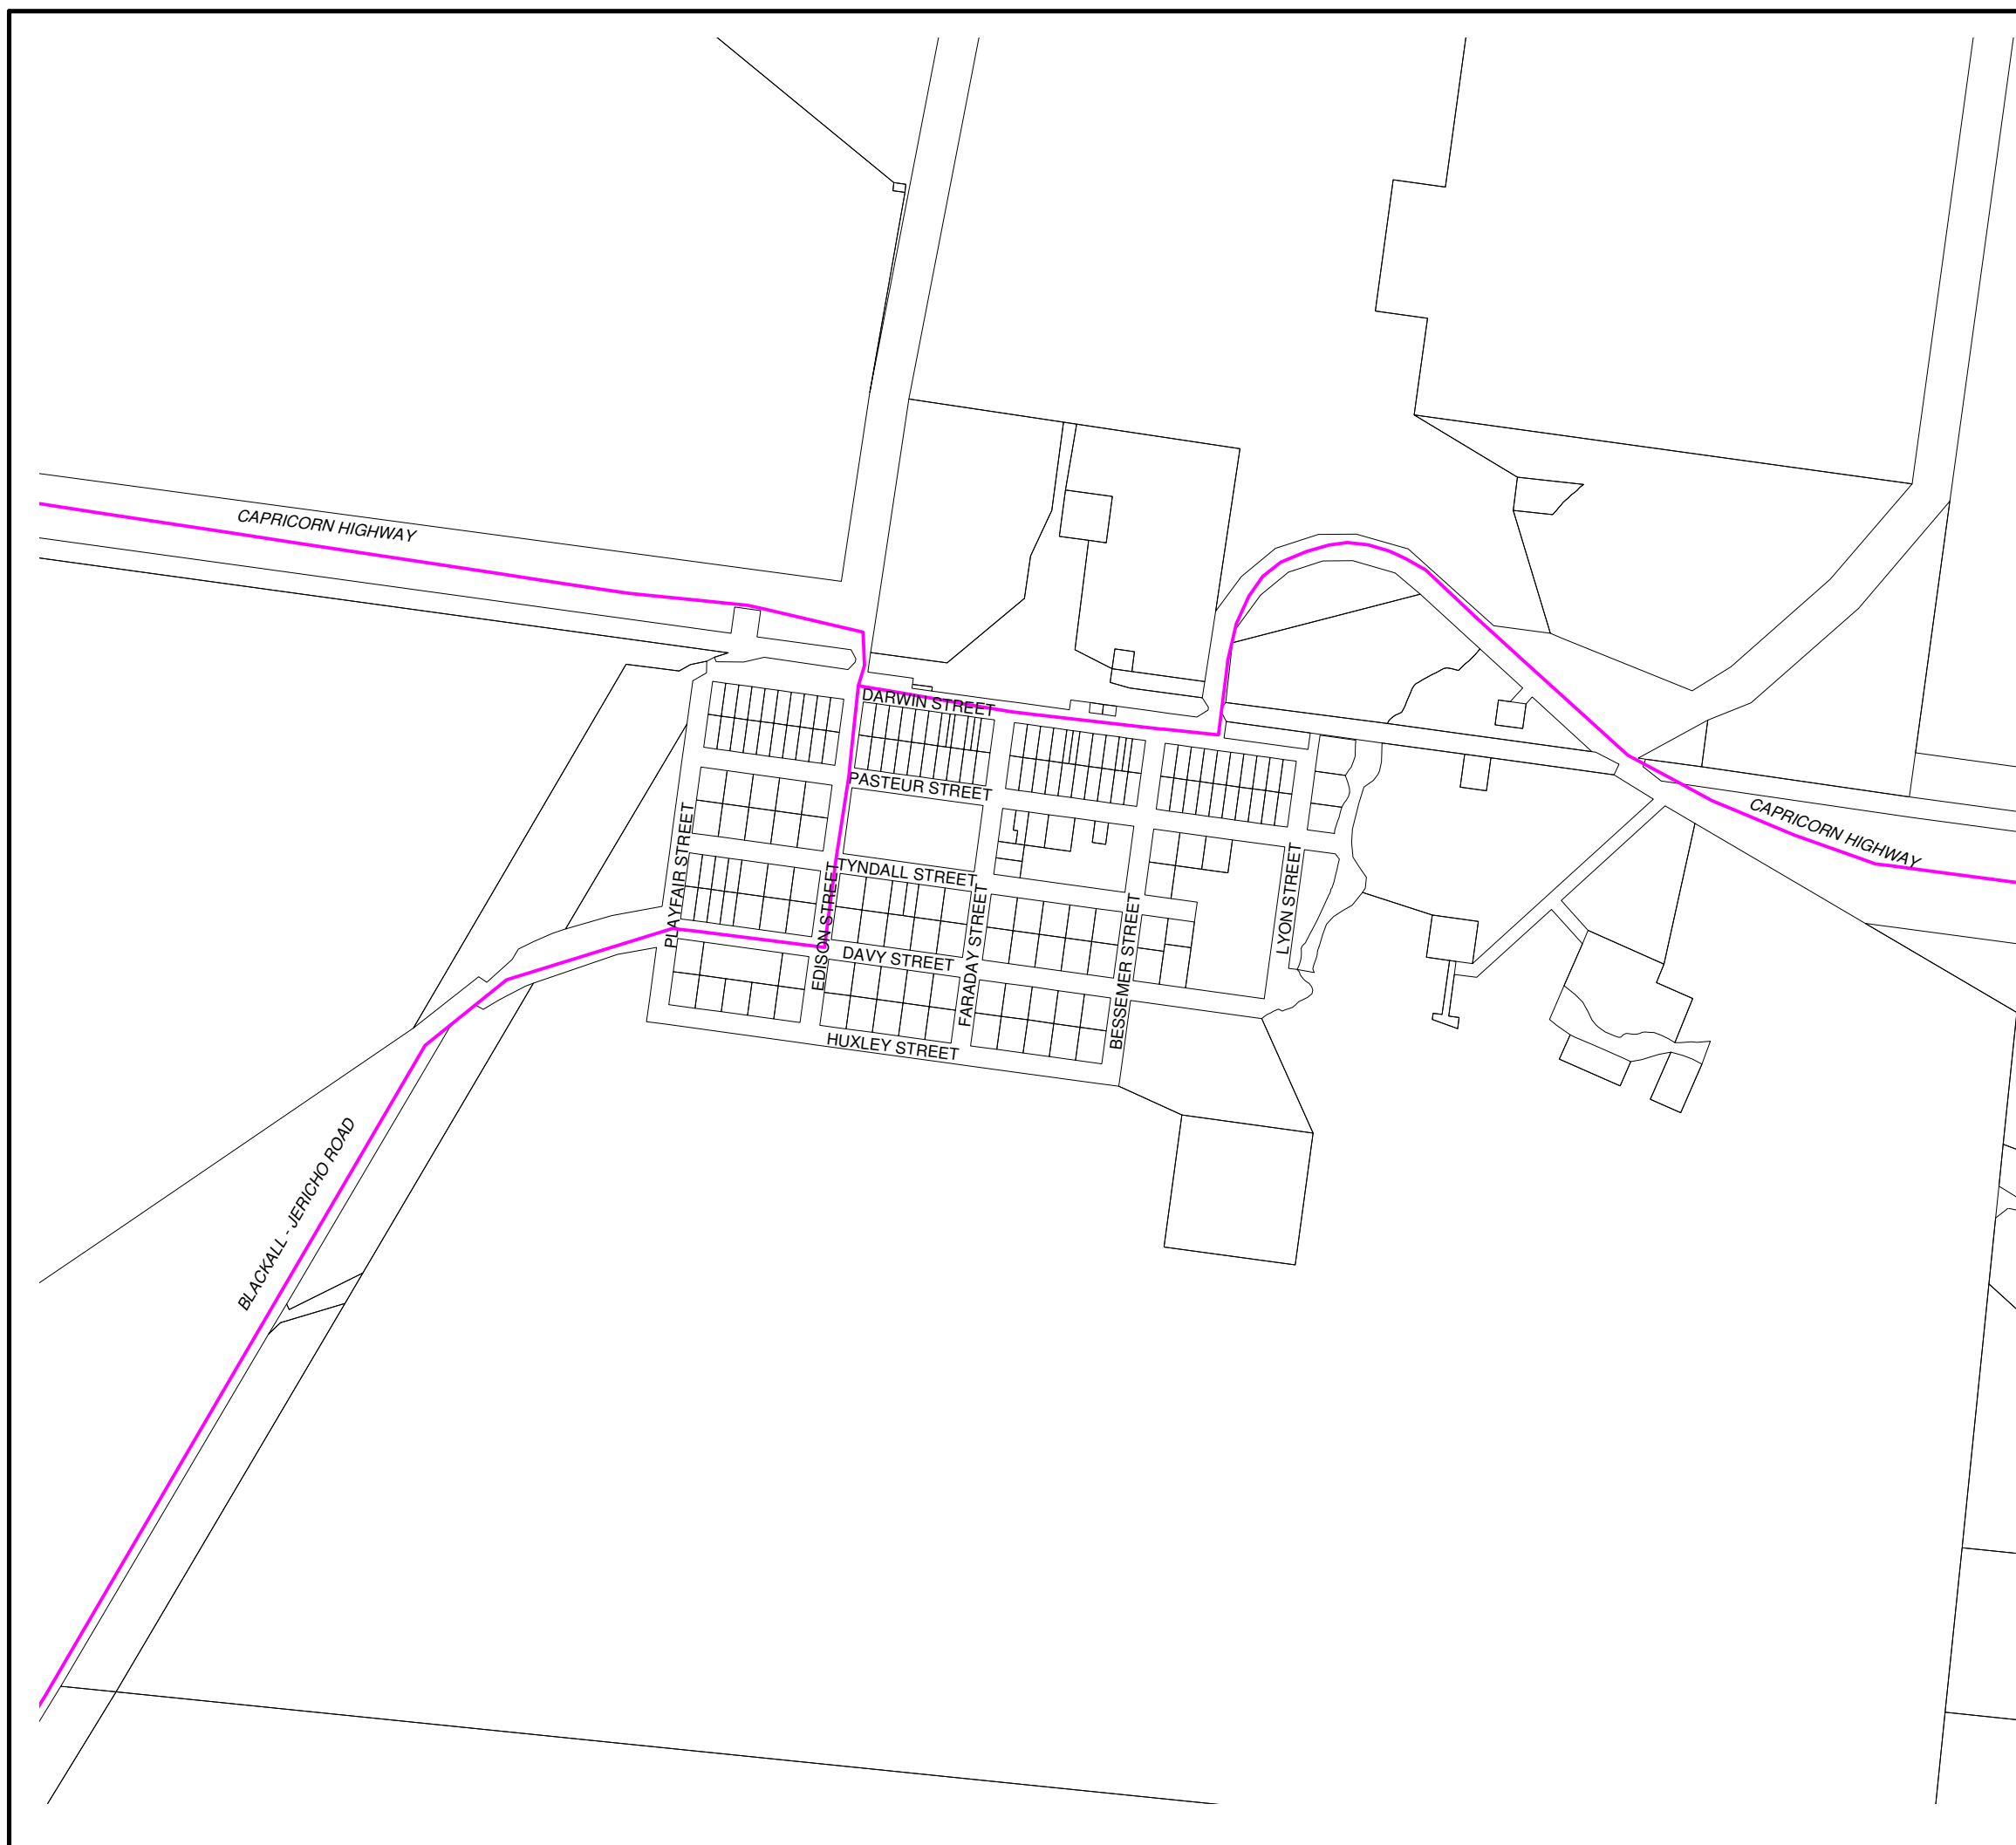 CAPRICORN HIGHWAY
DARWIN STREET
PASTEUR STREET
CAPRICORN HIGHWAY
PLAYFAIR STREET
TYNDALL STREET
EDISON STREET
FARADAY STREET
LYON STREET
BESSEMER STREET
DAVY STREET
HUXLEY STREET
BLACKALL - JERICHO ROAD